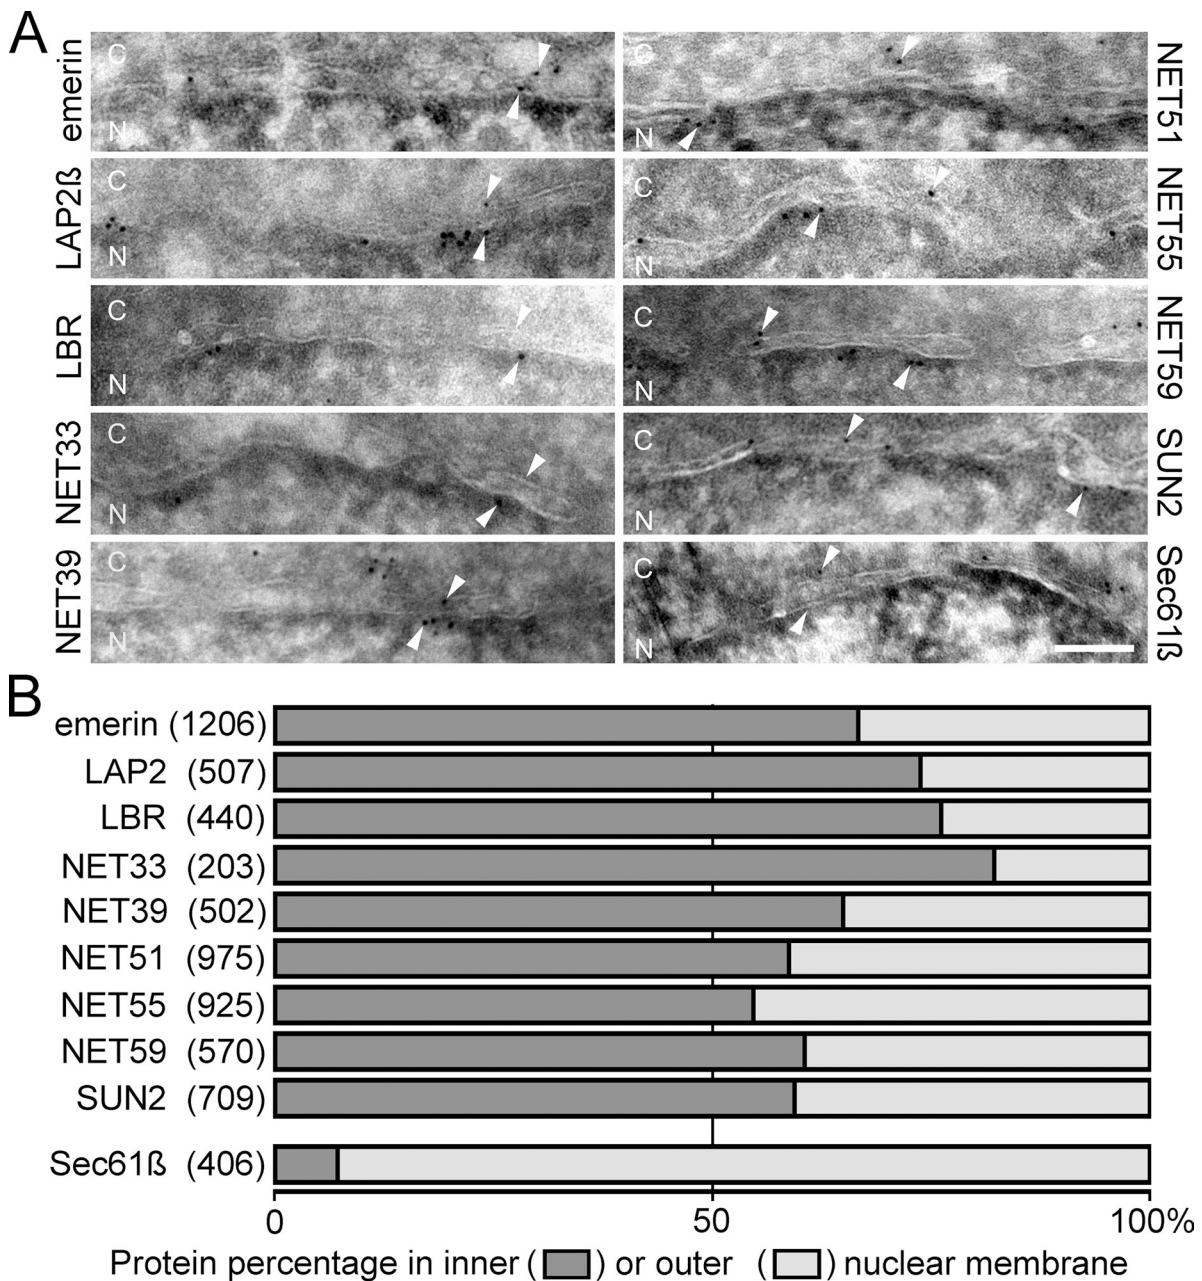 A
emerin
C
N
C
N
NET51
LAP2ß
C
N
C
N
NET55
LBR
C
N
C
N
NET59
NET33
C
N
C
N
SUN2
NET39
C
N
C
N
Sec61ß
B
emerin (1206)
LAP2 (507)
LBR (440)
NET33 (203)
NET39 (502)
NET51 (975)
NET55 (925)
NET59 (570)
SUN2 (709)
Sec61ß (406)
0 50 100%
Protein percentage in inner ( ) or outer ( ) nuclear membrane